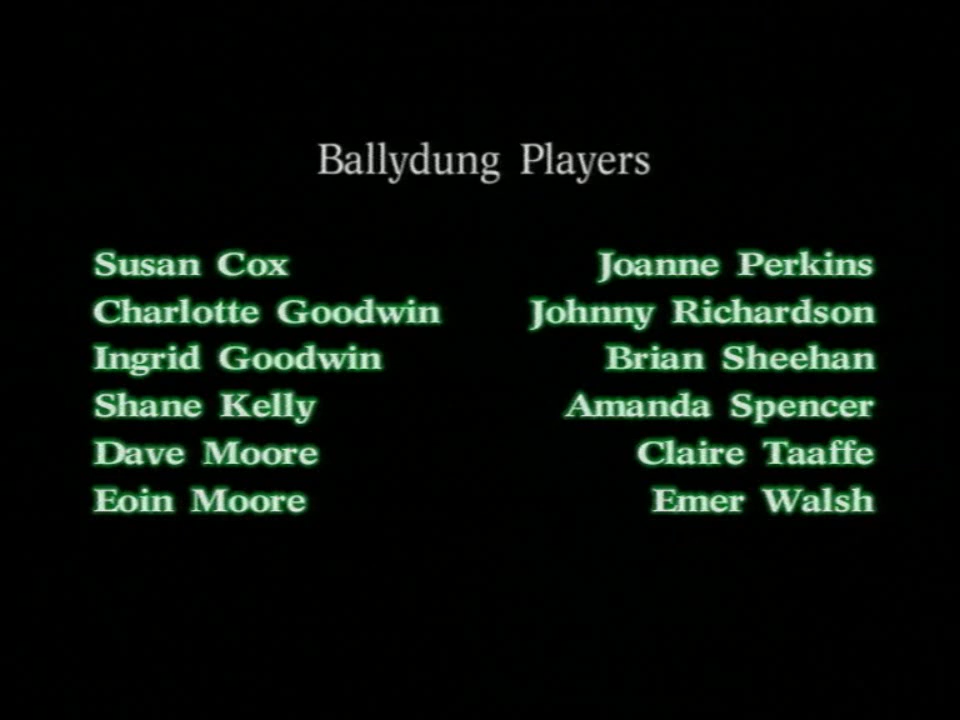 Ballydung Players
Susan Cox
Charlotte Goodwin
Ingrid Goodwin
Shane Kelly
Dave Moore
Eoin Moore
Joanne Perkins
Johnny Richardson
Brian Sheehan
Amanda Spencer
Claire Taaffe
Emer Walsh